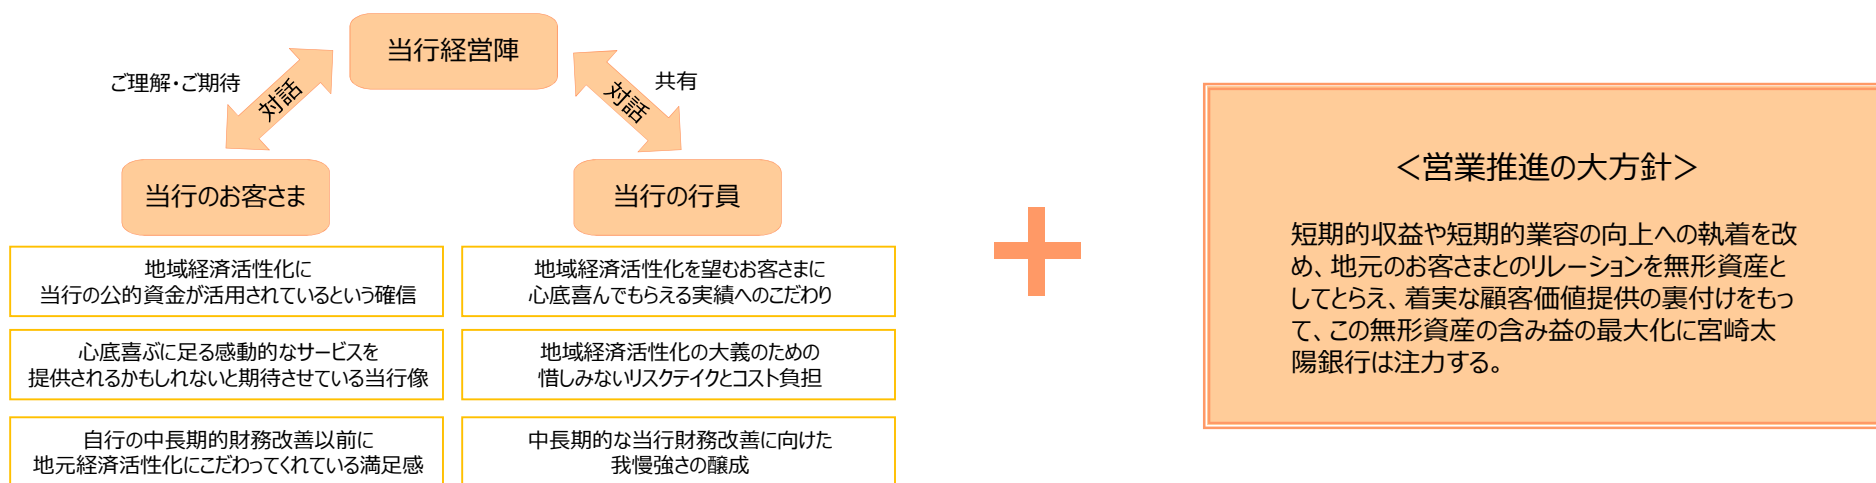 当行経営陣
ご理解・ご期待
対話
対話
共有
当行のお客さま
当行の行員
地域経済活性化に
当行の公的資金が活用されているという確信
心底喜ぶに足る感動的なサービスを
提供されるかもしれないと期待させている当行像
自行の中長期的財務改善以前に
地元経済活性化にこだわってくれている満足感
地域経済活性化を望むお客さまに
心底喜んでもらえる実績へのこだわり
地域経済活性化の大義のための
惜しみないリスクテイクとコスト負担
中長期的な当行財務改善に向けた
我慢強さの醸成
＜営業推進の大方針＞
短期的収益や短期的業容の向上への執着を改
め、地元のお客さまとのリレーションを無形資産と
してとらえ、着実な顧客価値提供の裏付けをもっ
て、この無形資産の含み益の最大化に宮崎太
陽銀行は注力する。